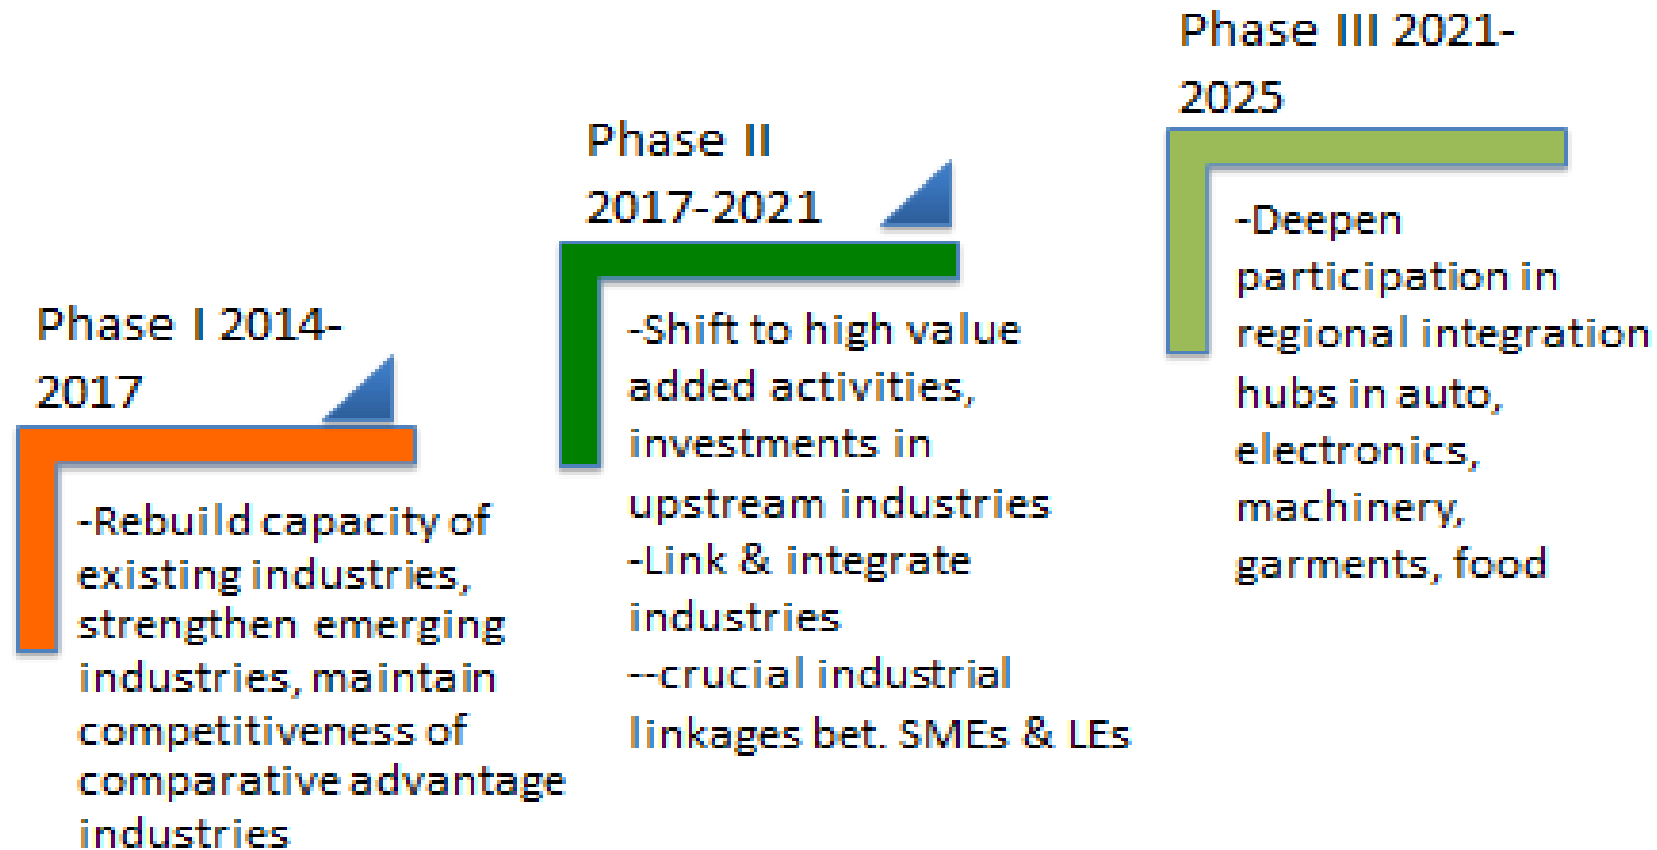 Phase I 2014-
2017
-Rebuild capacity of
existing industries,
strengthen emerging
industries, maintain
competitiveness of
comparative advantage
industries
Phase II
2017-2021
-Shift to high value
added activities,
investments in
upstream industries
-Link & integrate
industries
--crucial industrial
linkages bet. SMEs & LEs
Phase III 2021-
2025
-Deepen
participation in
regional integration
hubs in auto,
electronics,
machinery,
garments, food